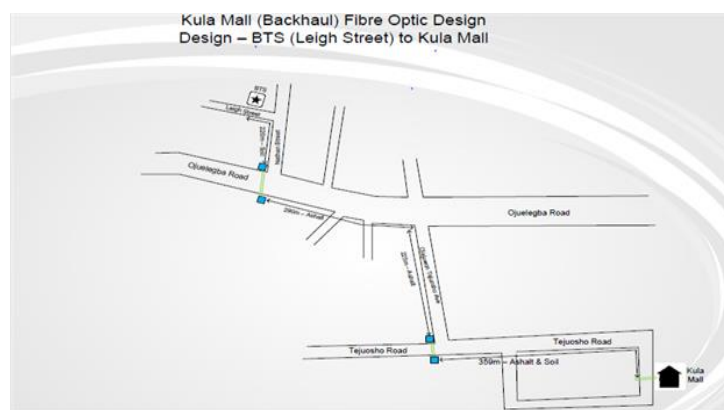 Kula Mall (Backhaul) Fibre Optic Design
Design – BTS (Leigh Street) to Kula Mall
BTS
Leigh Street
Ojuelegba Road
Ojuelegba Road
Tejuosho Road
Tejuosho Road
359m – Ashalt & Soil
Kula
Mall